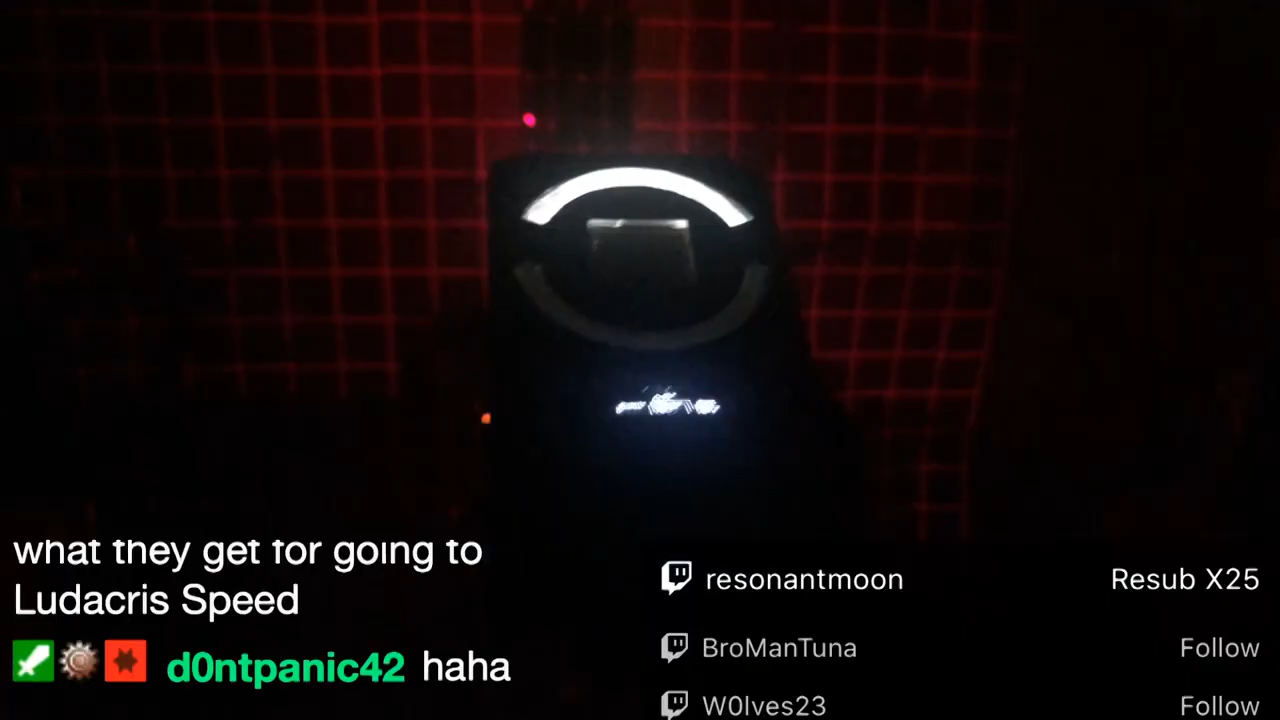 what they get for going to
Ludacris Speed
d0ntpanic42 haha
resonantmoon Resub X25
BroManTuna Follow
W0lves23 Follow